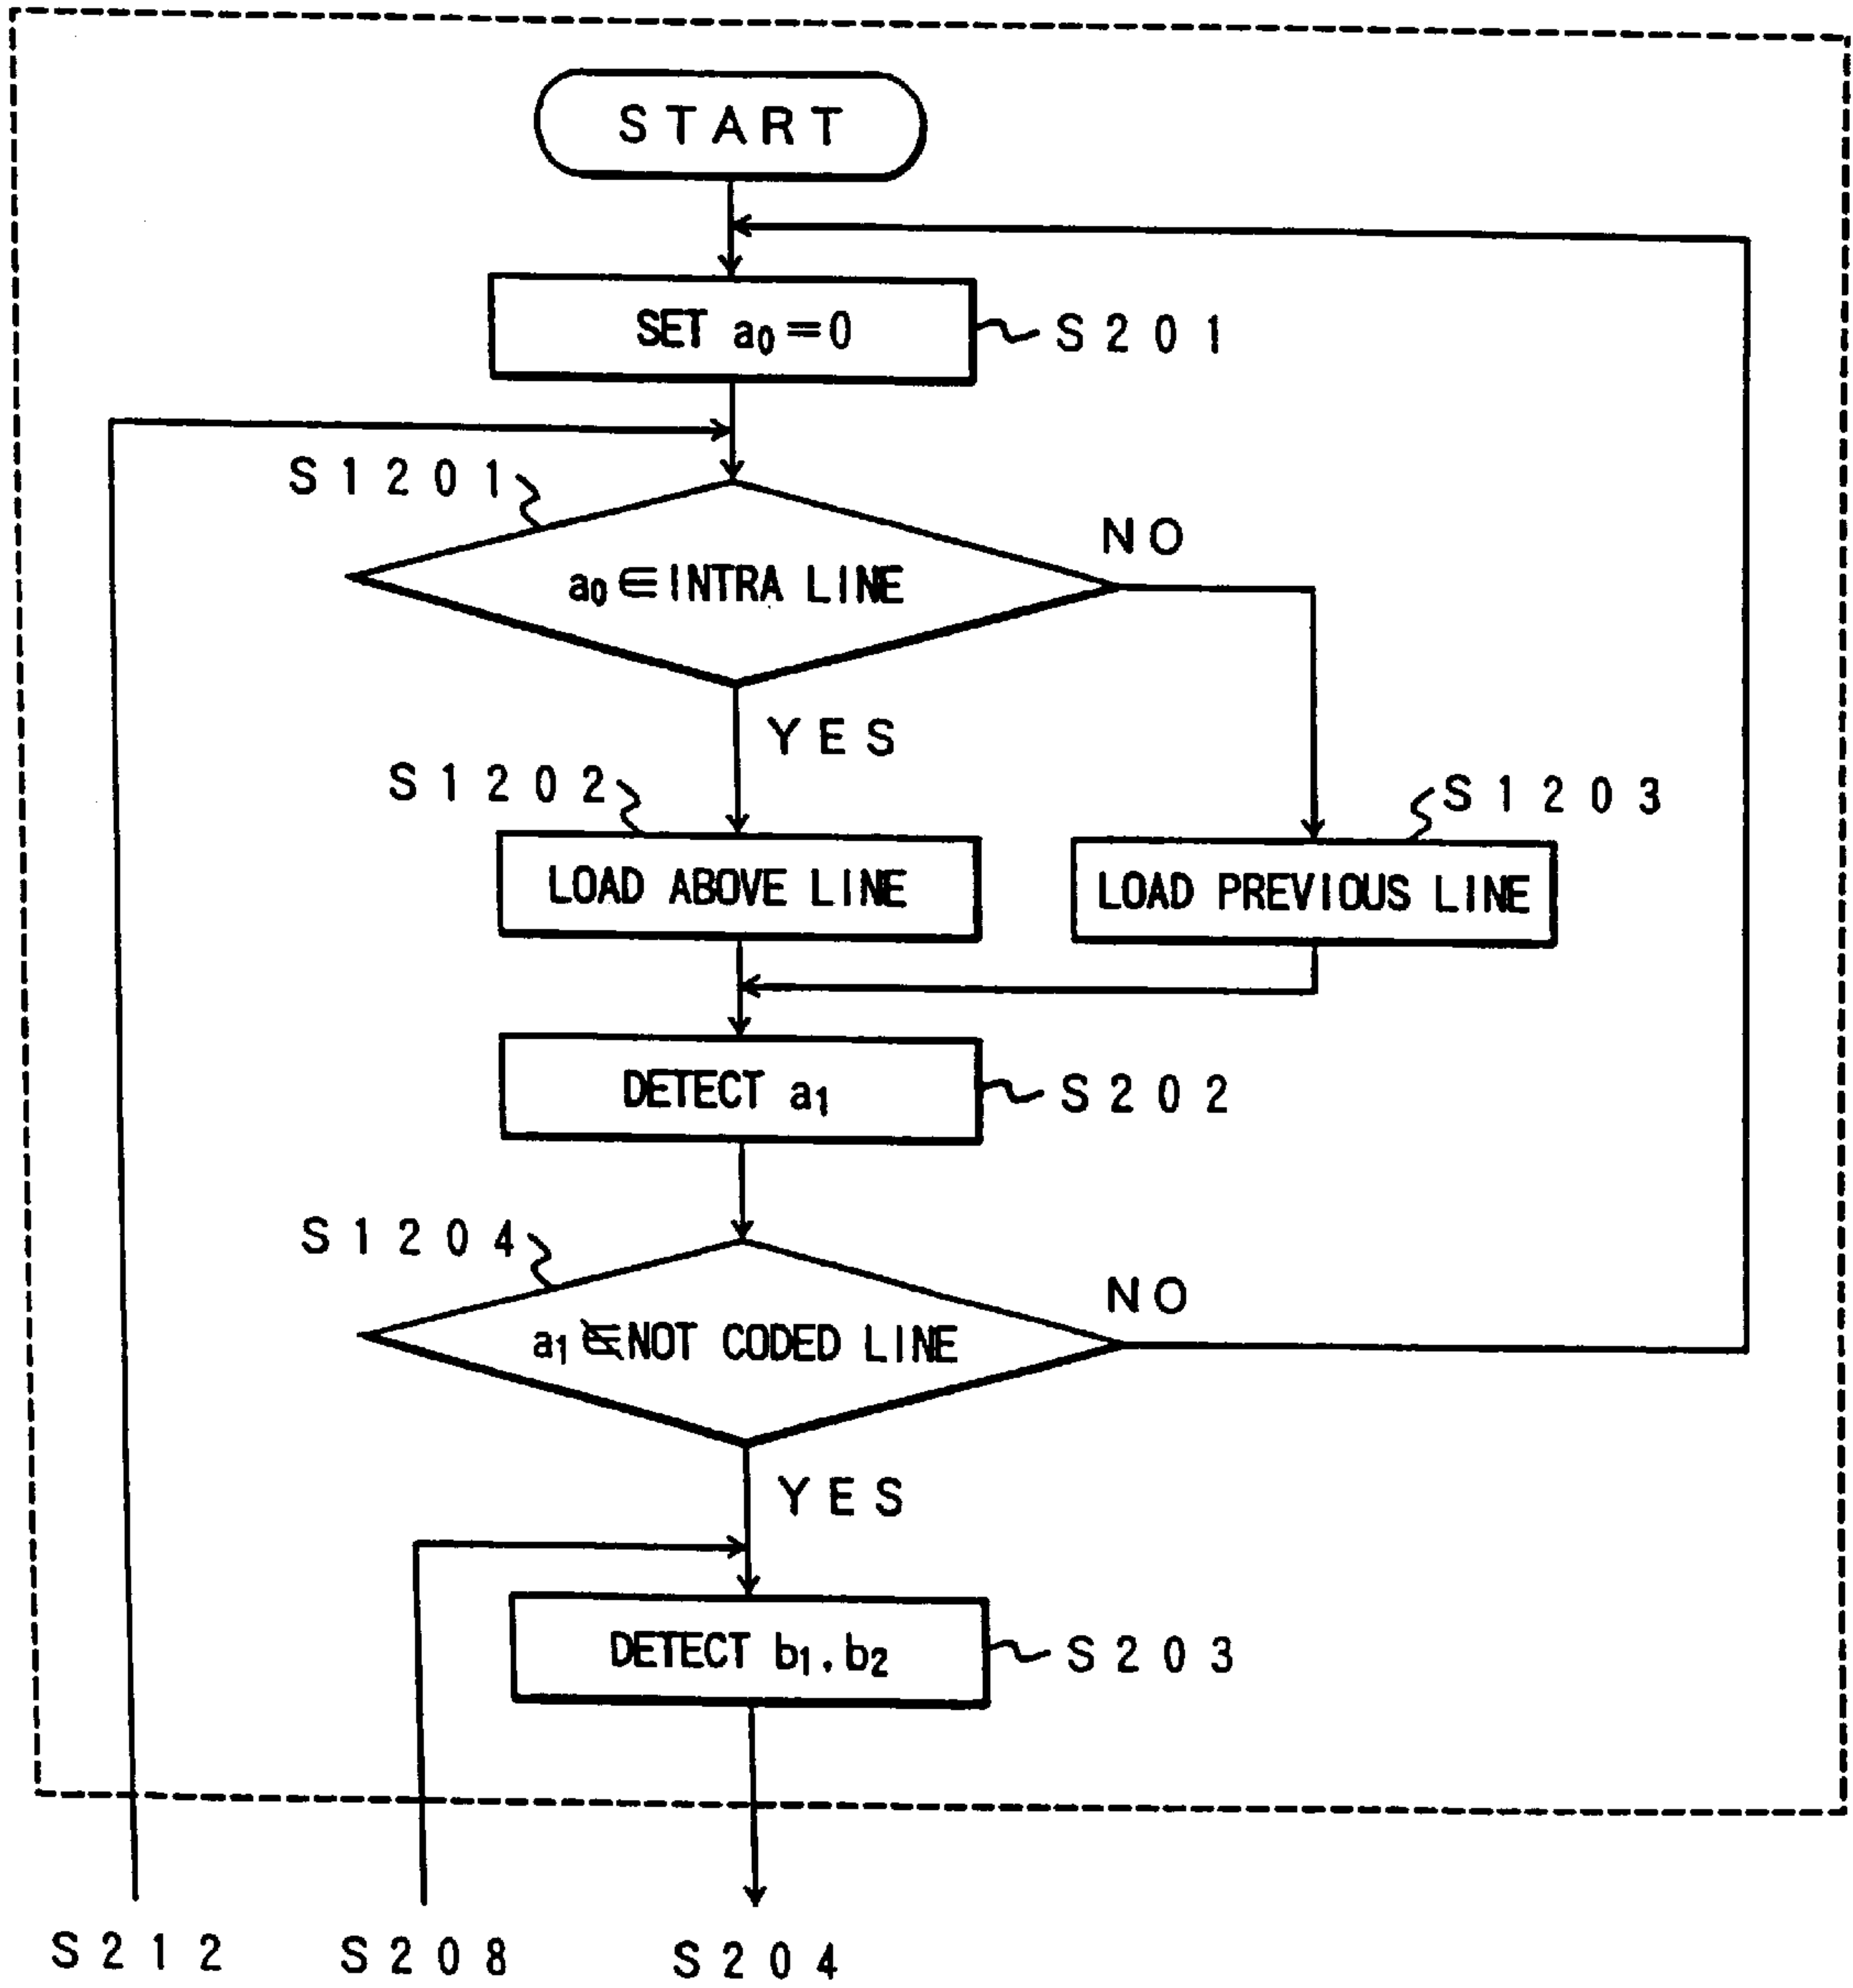 START
SET a₀=0
S201
S1201
NO
a₀∈INTRA LINE
YES
S1202
S1203
LOAD ABOVE LINE
LOAD PREVIOUS LINE
DETECT a₁
S202
S1204
NO
a₁∉NOT CODED LINE
YES
DETECT b₁,b₂
S203
S212
S208
S204